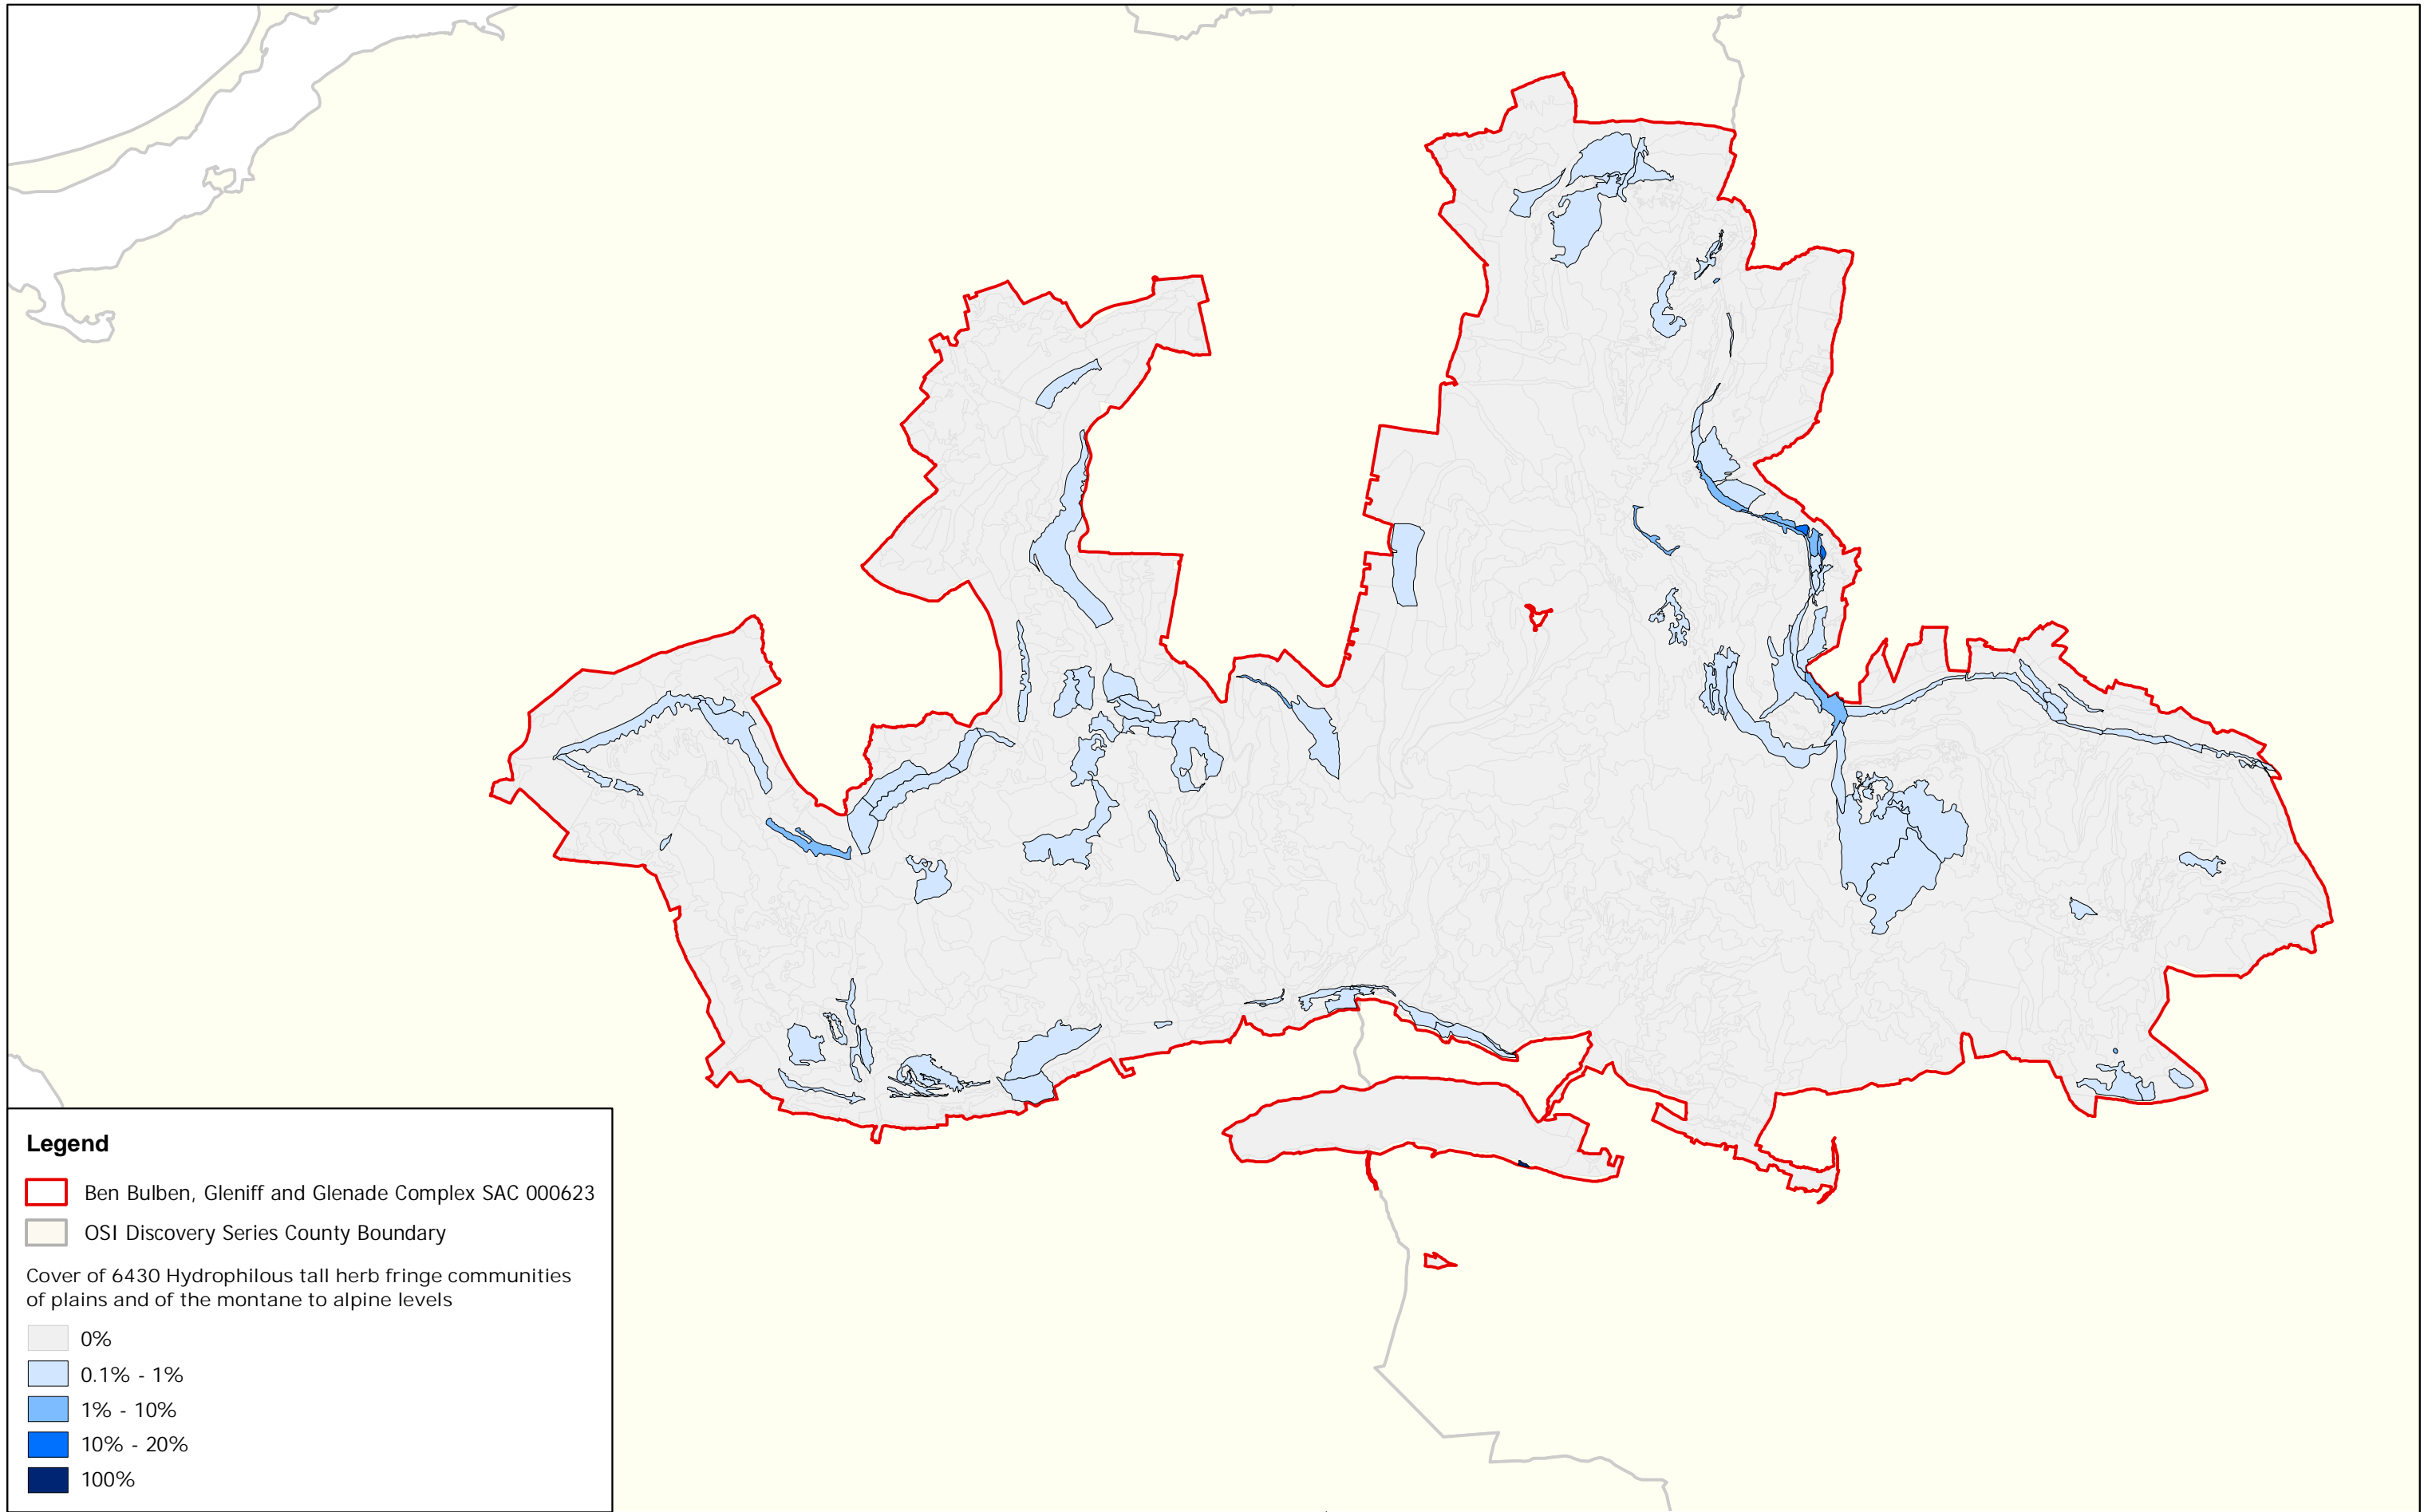 Legend
Ben Bulben, Gleniff and Glenade Complex SAC 000623
OSI Discovery Series County Boundary
Cover of 6430 Hydrophilous tall herb fringe communities
of plains and of the montane to alpine levels
0%
0.1% - 1%
1% - 10%
10% - 20%
100%